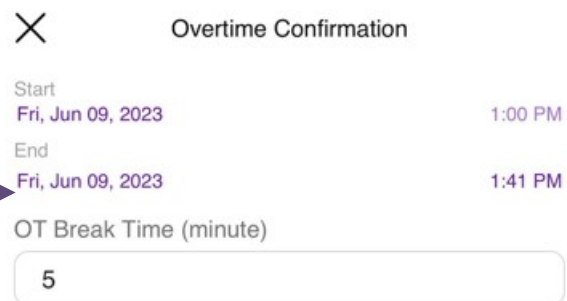 Overtime Confirmation
Start
Fri, Jun 09, 2023 1:00 PM
End
Fri, Jun 09, 2023 1:41 PM
OT Break Time (minute)
5